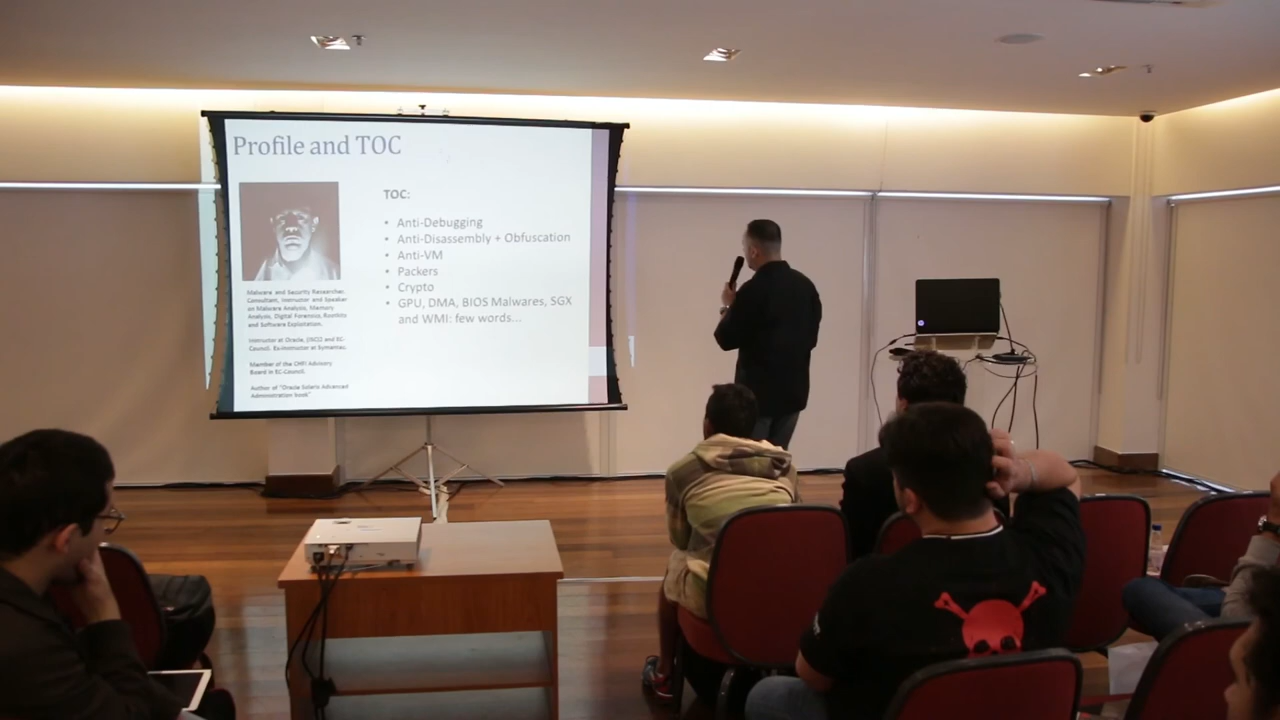 Profile and TOC
TOC:
• Anti-Debugging
• Anti-Disassembly + Obfuscation
• Anti-VM
• Packers
• Crypto
• GPU, DMA, BIOS Malwares, SGX
and WMI: few words...
Malware and Security Researcher.
Consultant, Instructor and Speaker
on Malware Analysis, Memory
Analysis, Digital Forensics, Rootkits
and Software Exploitation.
Instructor at Oracle, (ISC)2 and EC-
Council. Ex-Instructor at Symantec.
Member of the CHFI Advisory
Board in EC-Council.
Author of "Oracle Solaris Advanced
Administration book"